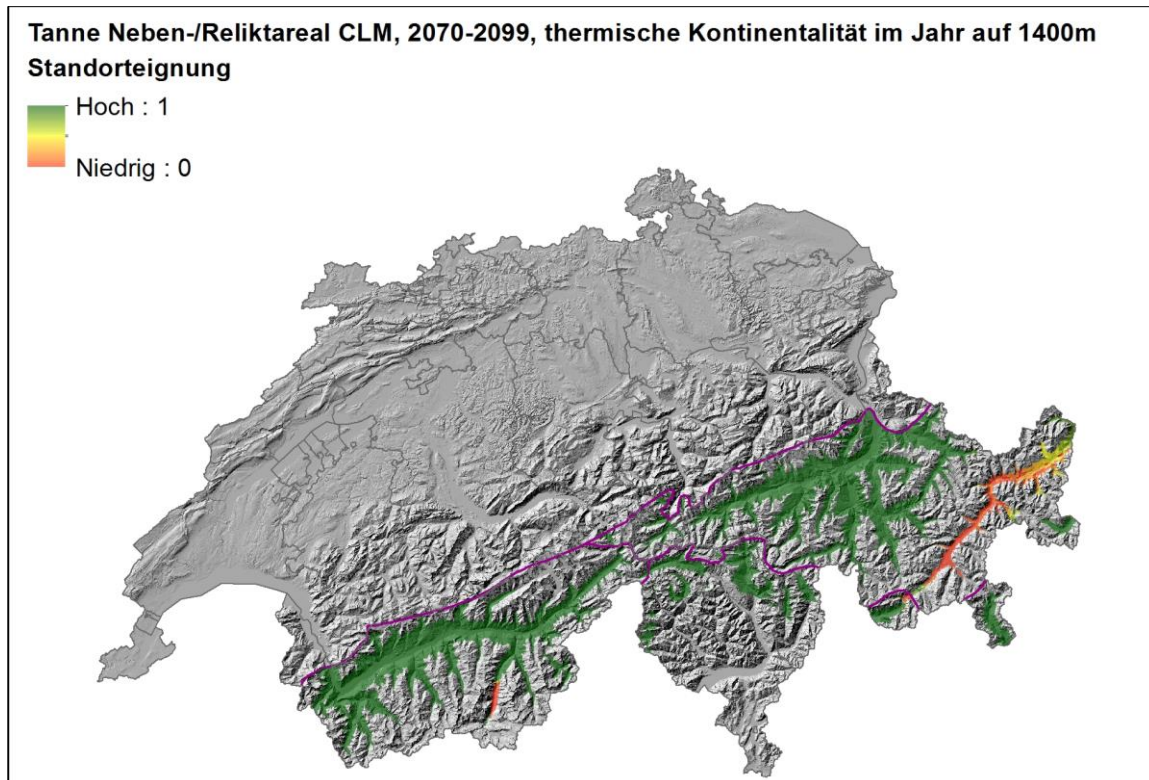 Tanne Neben-/Reliktareal CLM, 2070-2099, thermische Kontinentalität im Jahr auf 1400m
Standorteignung
Hoch : 1
Niedrig : 0